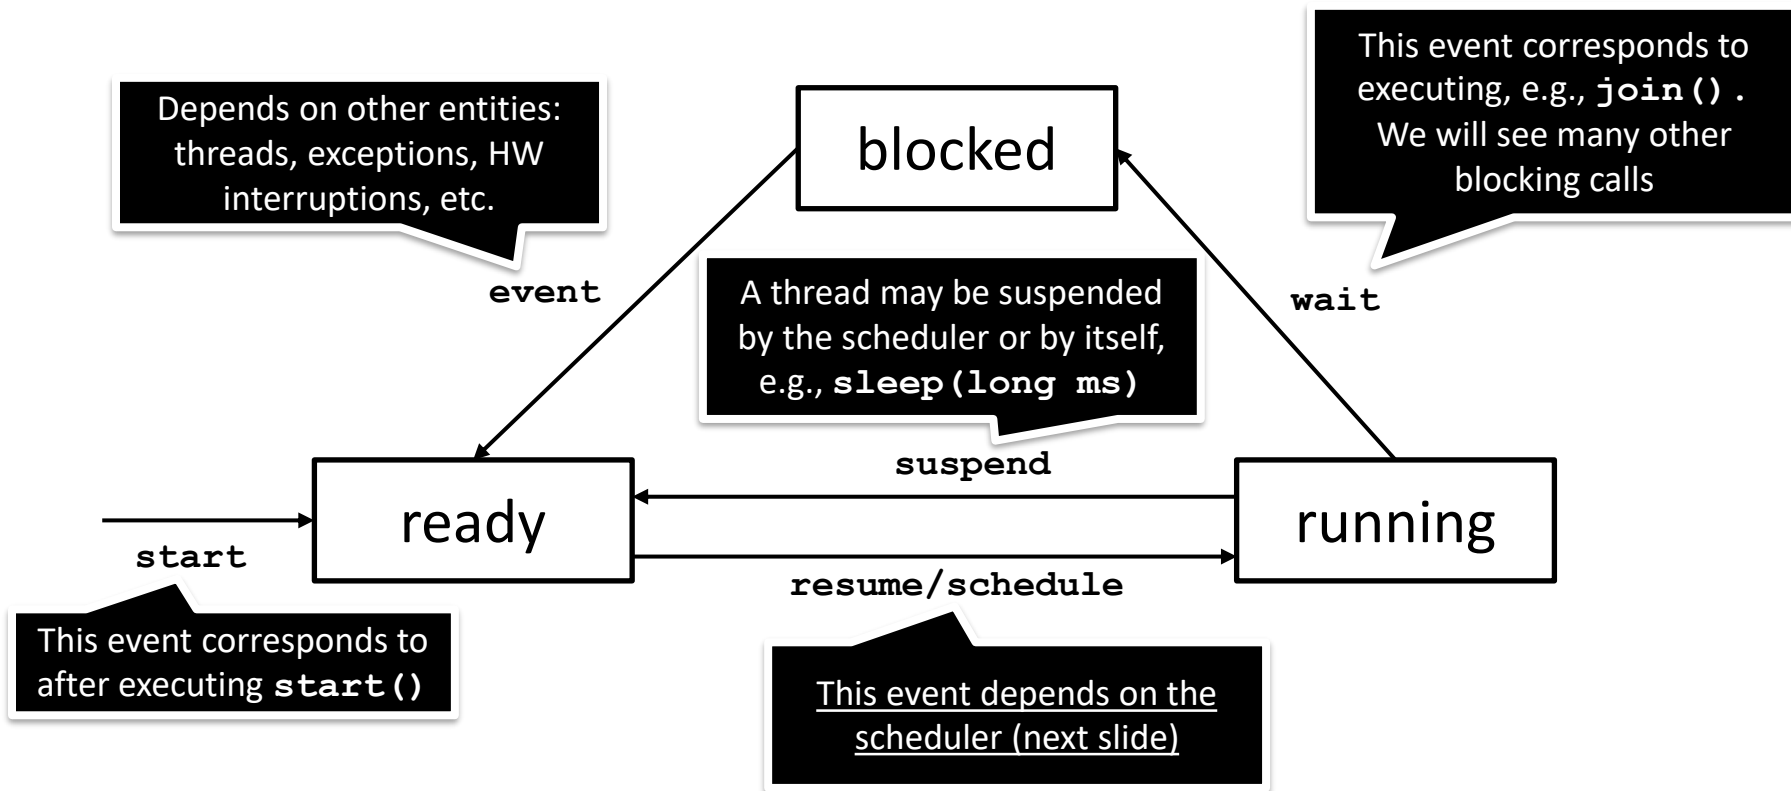 This event corresponds to
executing, e.g., join().
We will see many other
blocking calls
Depends on other entities:
threads, exceptions, HW
interruptions, etc.
blocked
event
A thread may be suspended
by the scheduler or by itself,
e.g., sleep(long ms)
wait
suspend
ready
running
start
resume/schedule
This event corresponds to
after executing start()
This event depends on the
scheduler (next slide)